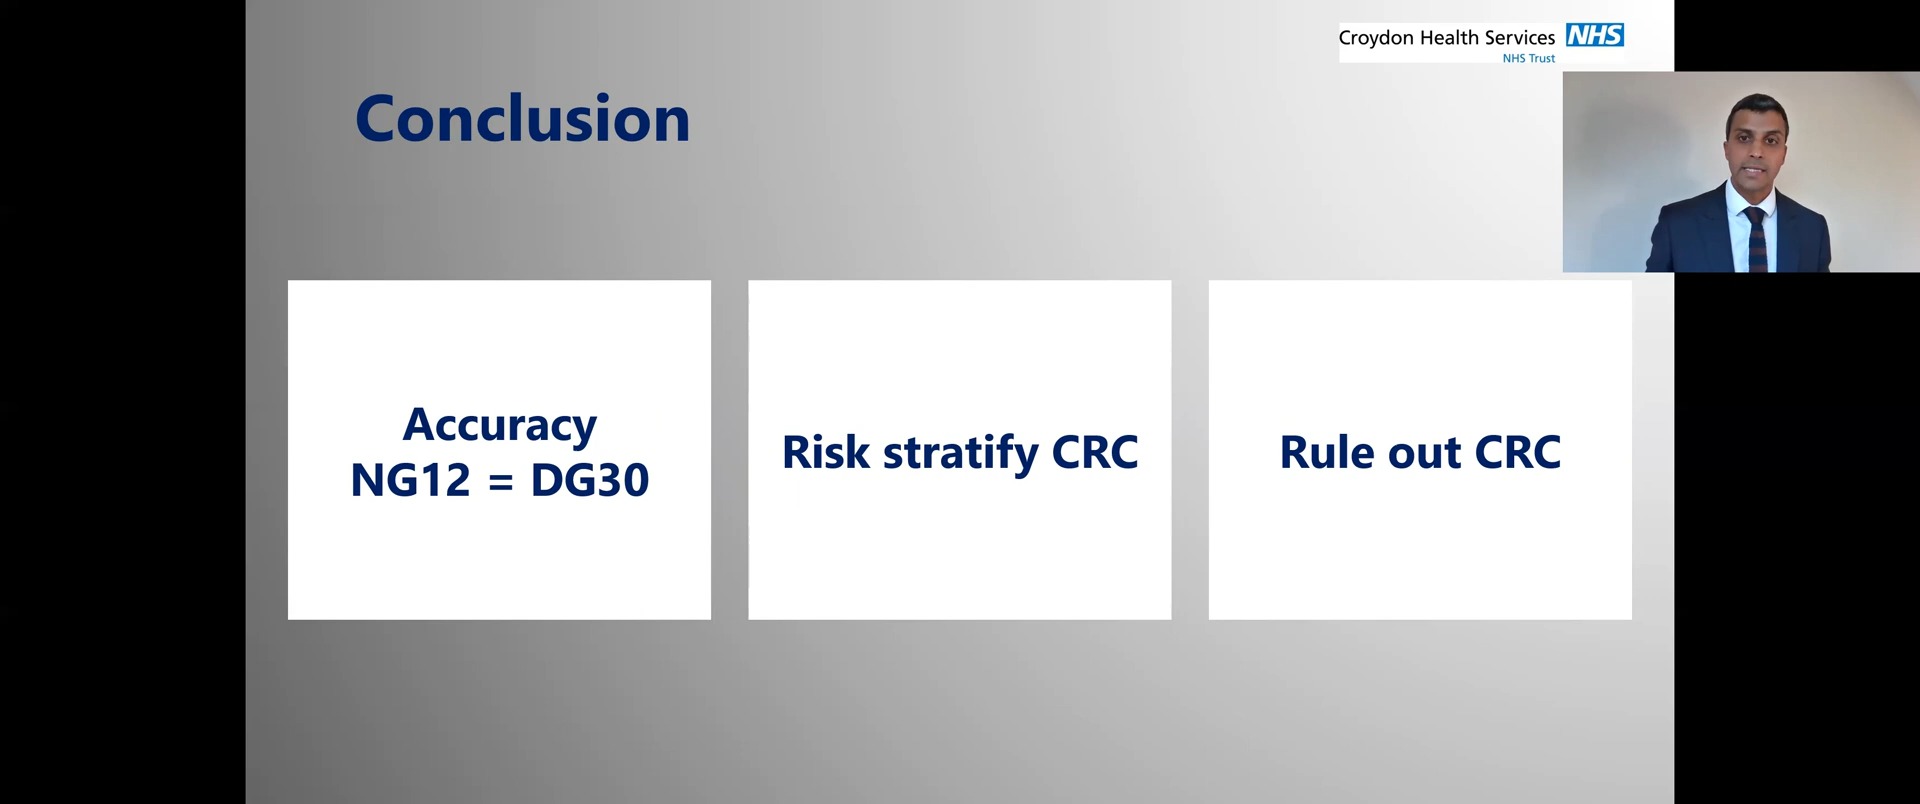 Croydon Health Services NHS
NHS Trust
Conclusion
Accuracy
NG12 = DG30
Risk stratify CRC
Rule out CRC